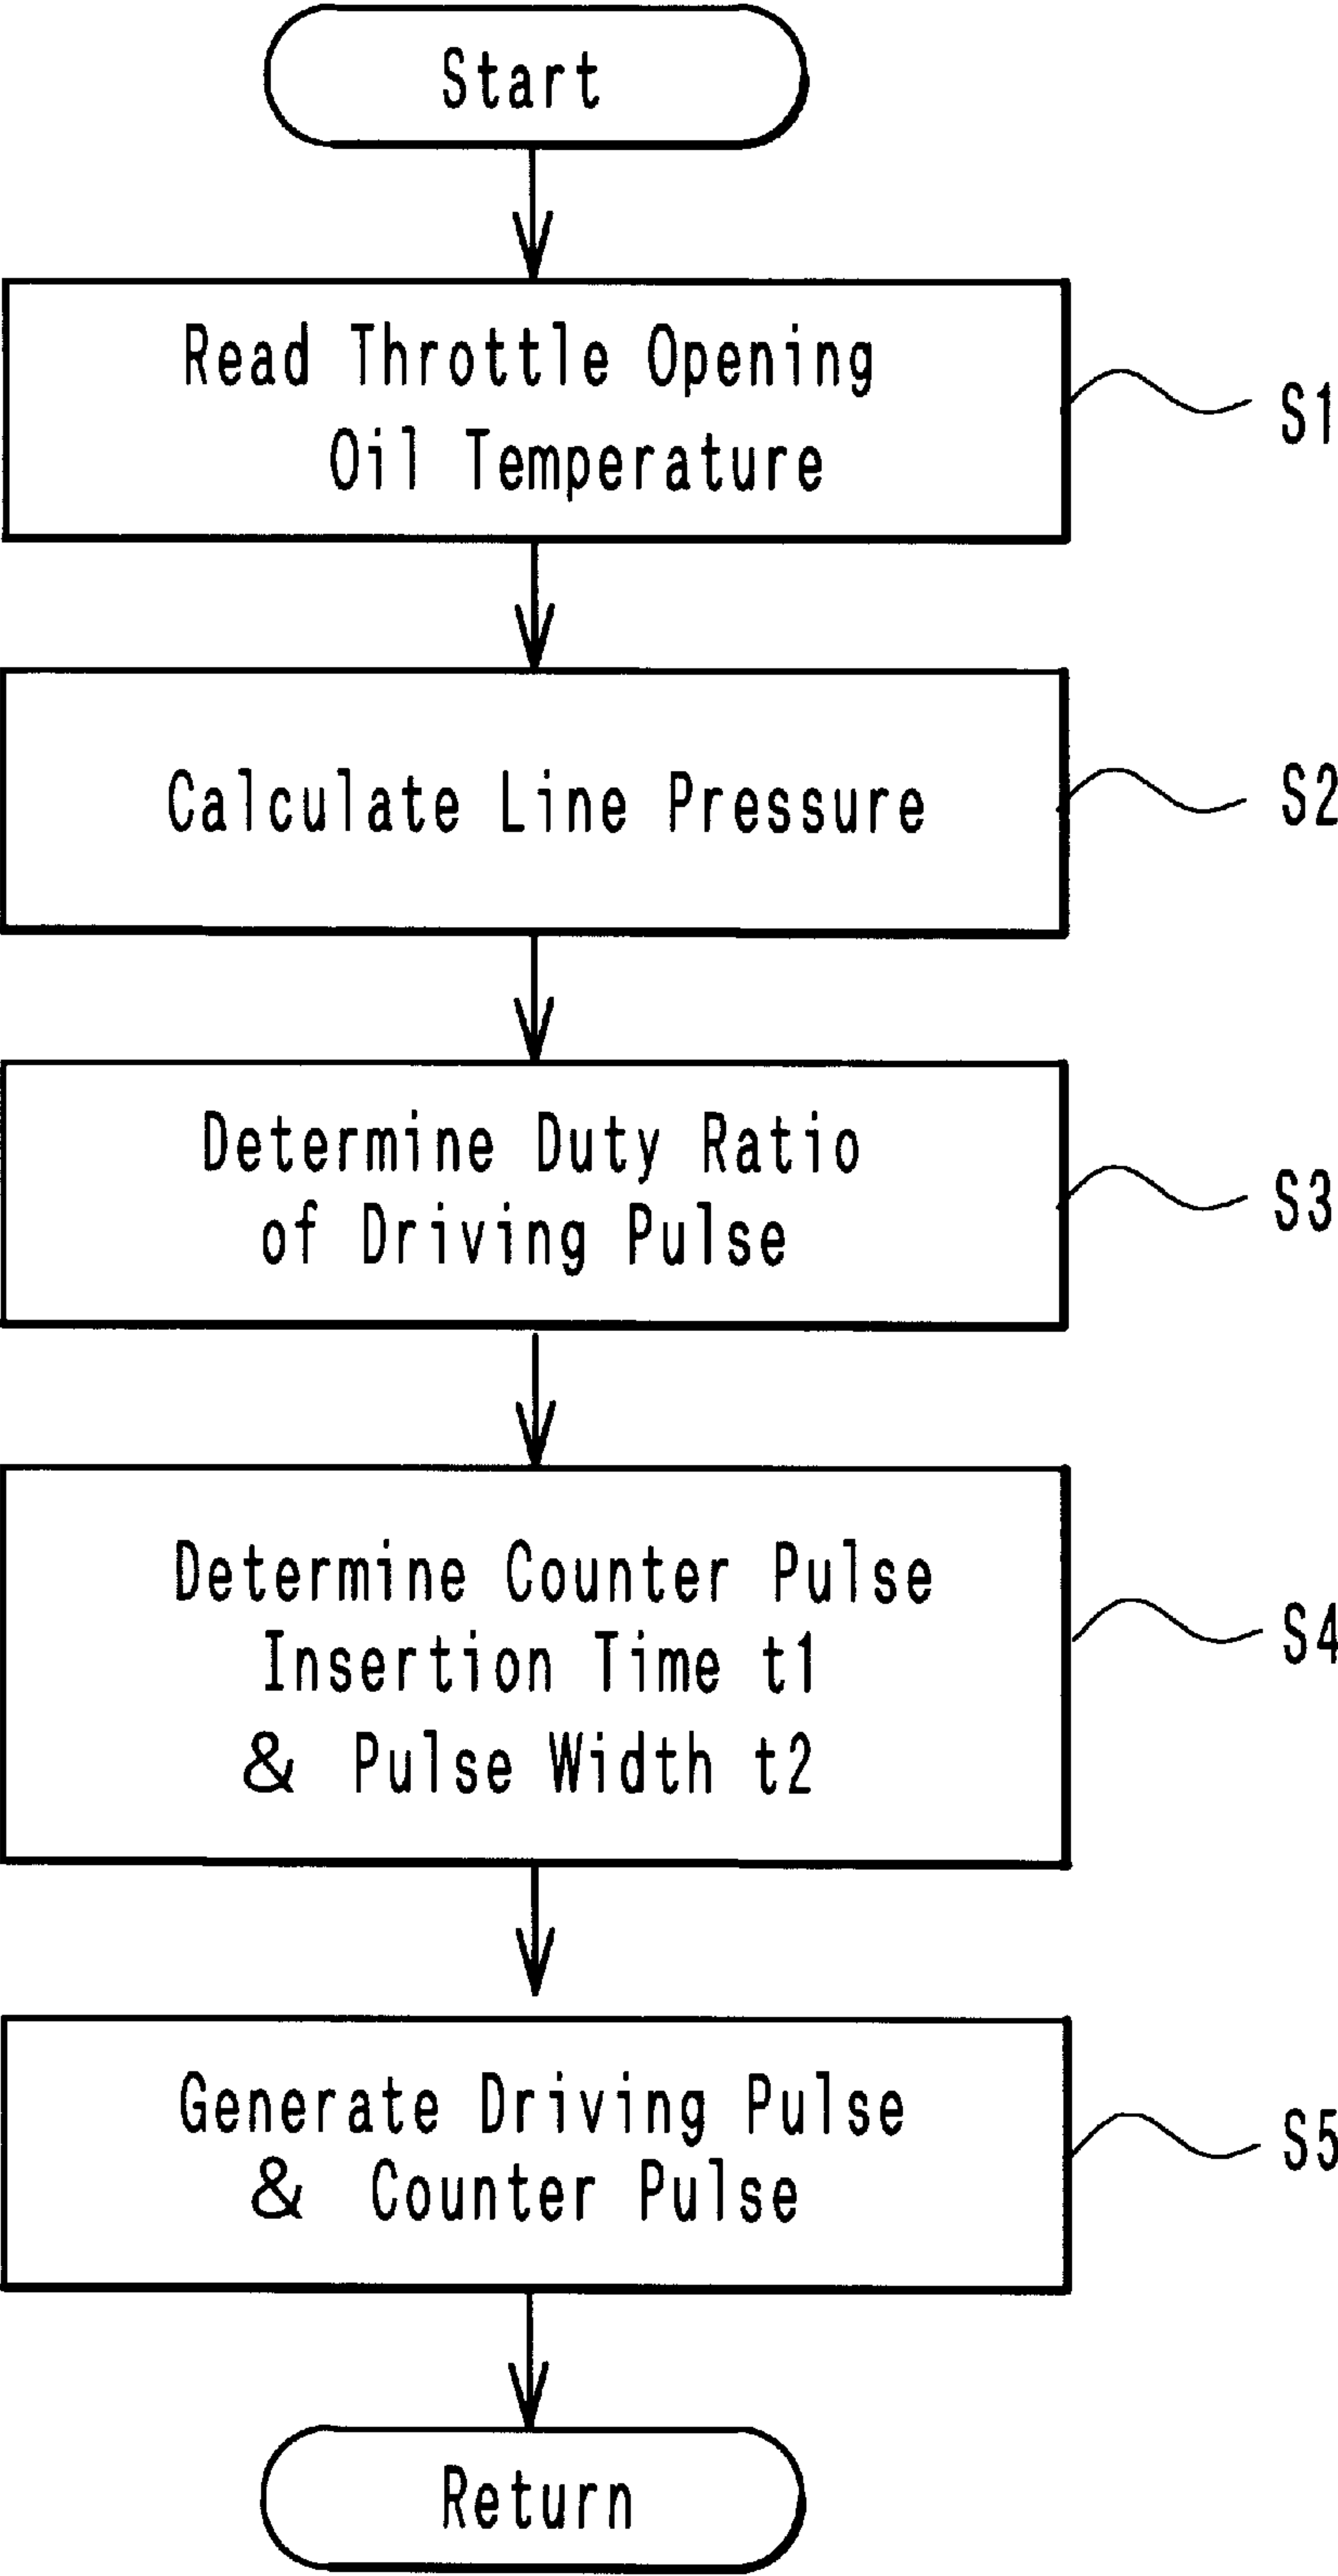 Start
Read Throttle Opening
Oil Temperature
S1
Calculate Line Pressure
S2
Determine Duty Ratio
of Driving Pulse
S3
Determine Counter Pulse
Insertion Time t1
& Pulse Width t2
S4
Generate Driving Pulse
& Counter Pulse
S5
Return